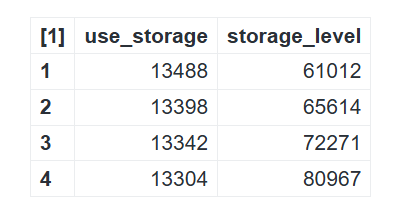 [1] use_storage storage_level
1 13488 61012
2 13398 65614
3 13342 72271
4 13304 80967